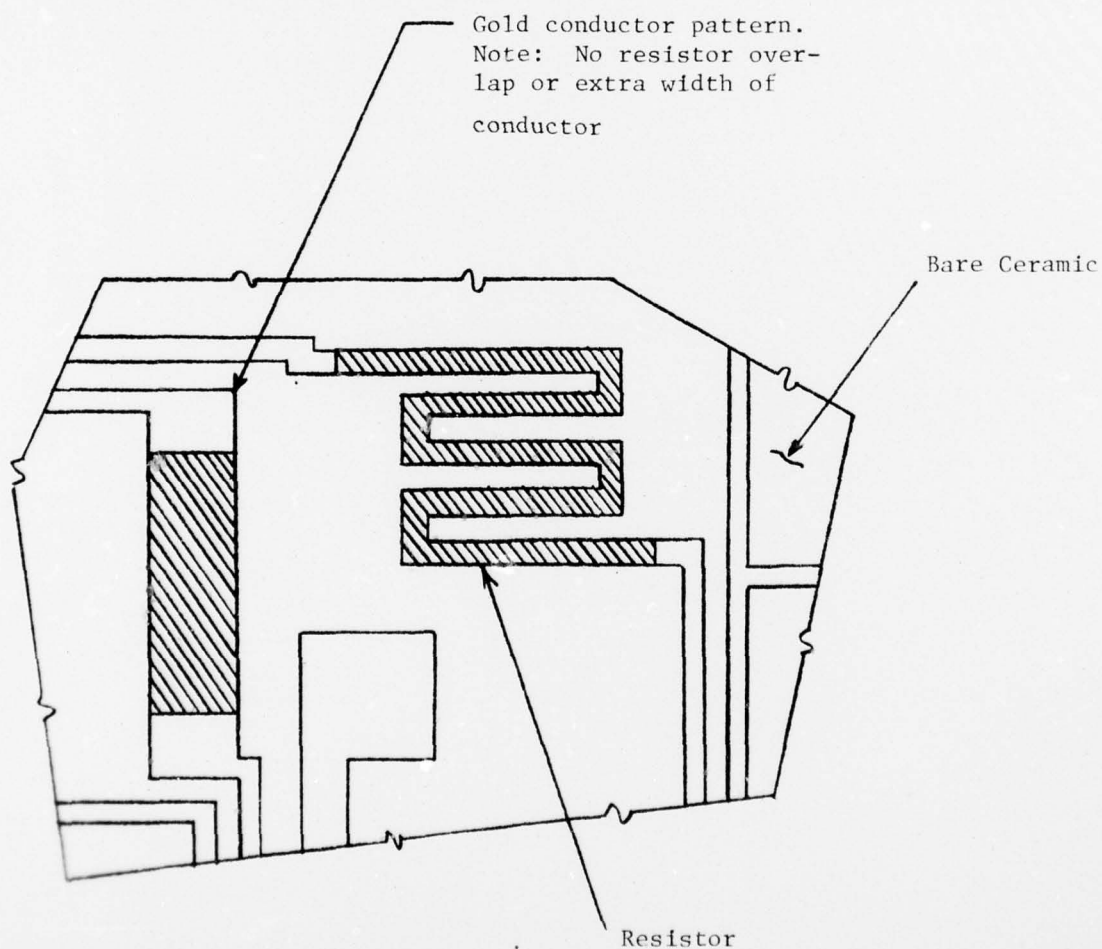 Gold conductor pattern.
Note: No resistor over-
lap or extra width of
conductor
Bare Ceramic
Resistor